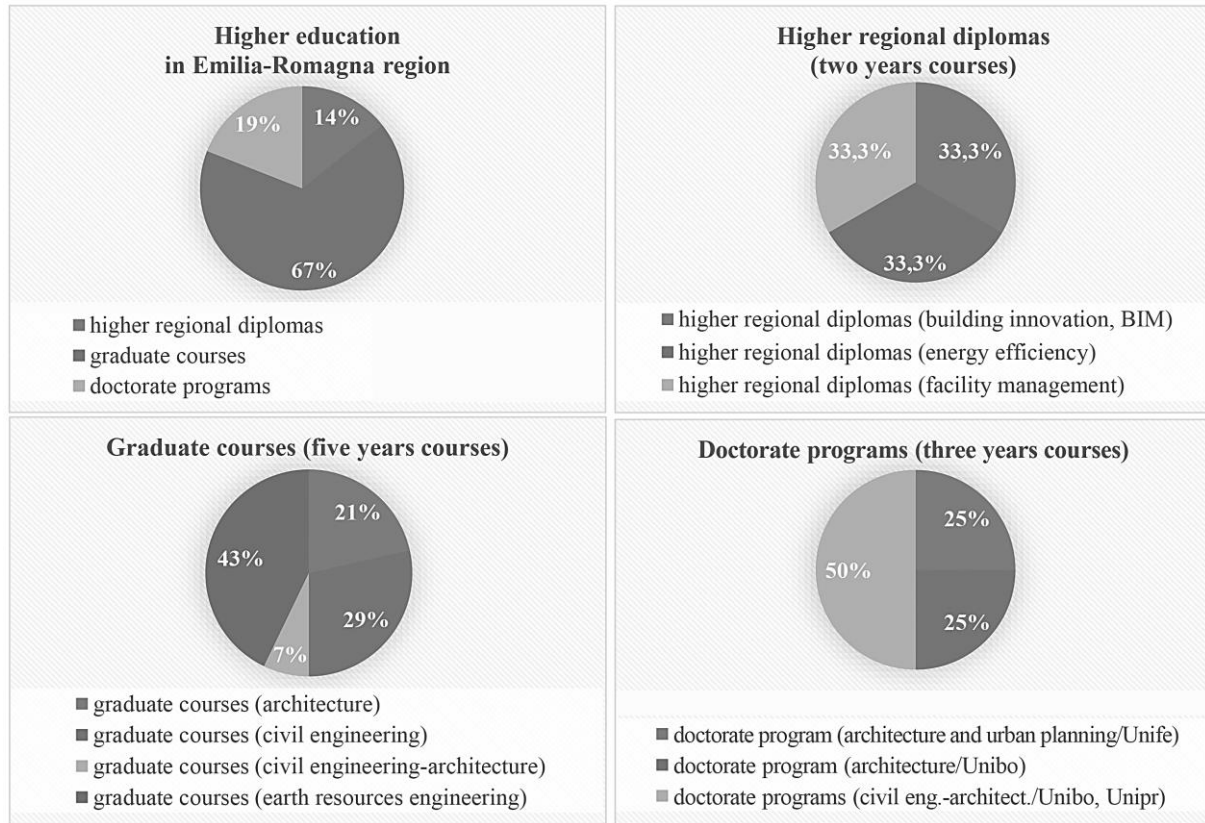 Higher education
in Emilia-Romagna region
19%
14%
67%
higher regional diplomas
graduate courses
doctorate programs
Higher regional diplomas
(two years courses)
33,3%
33,3%
33,3%
higher regional diplomas (building innovation, BIM)
higher regional diplomas (energy efficiency)
higher regional diplomas (facility management)
Graduate courses (five years courses)
21%
43%
29%
7%
graduate courses (architecture)
graduate courses (civil engineering)
graduate courses (civil engineering-architecture)
graduate courses (earth resources engineering)
Doctorate programs (three years courses)
25%
50%
25%
doctorate program (architecture and urban planning/Unife)
doctorate program (architecture/Unibo)
doctorate programs (civil eng.-architect./Unibo, Unipr)